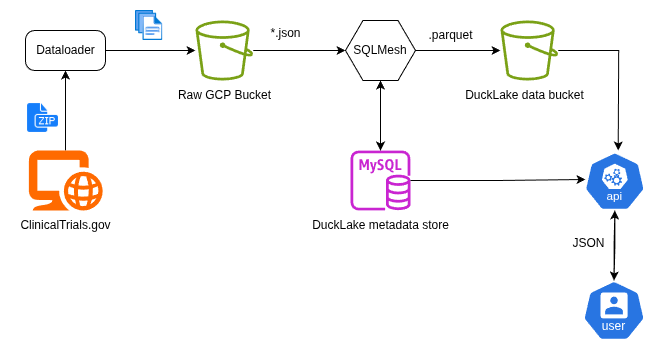 *.json
.parquet
Dataloader
SQLMesh
Raw GCP Bucket
DuckLake data bucket
ZIP
MySQL
api
ClinicalTrials.gov
DuckLake metadata store
JSON
user